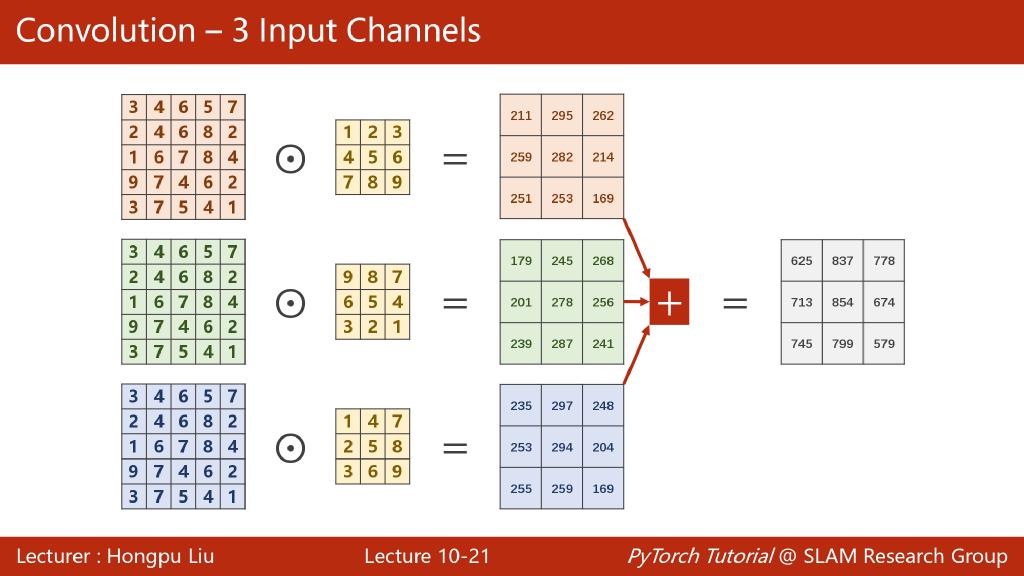 Convolution – 3 Input Channels
3 4 6 5 7
2 4 6 8 2
1 6 7 8 4
9 7 4 6 2
3 7 5 4 1
⊙
1 2 3
4 5 6
7 8 9
=
211 295 262
259 282 214
251 253 169
3 4 6 5 7
2 4 6 8 2
1 6 7 8 4
9 7 4 6 2
3 7 5 4 1
⊙
9 8 7
6 5 4
3 2 1
=
179 245 268
201 278 256
239 287 241
3 4 6 5 7
2 4 6 8 2
1 6 7 8 4
9 7 4 6 2
3 7 5 4 1
⊙
1 4 7
2 5 8
3 6 9
=
235 297 248
253 294 204
255 259 169
+
=
625 837 778
713 854 674
745 799 579
Lecturer : Hongpu Liu
Lecture 10-21
PyTorch Tutorial @ SLAM Research Group